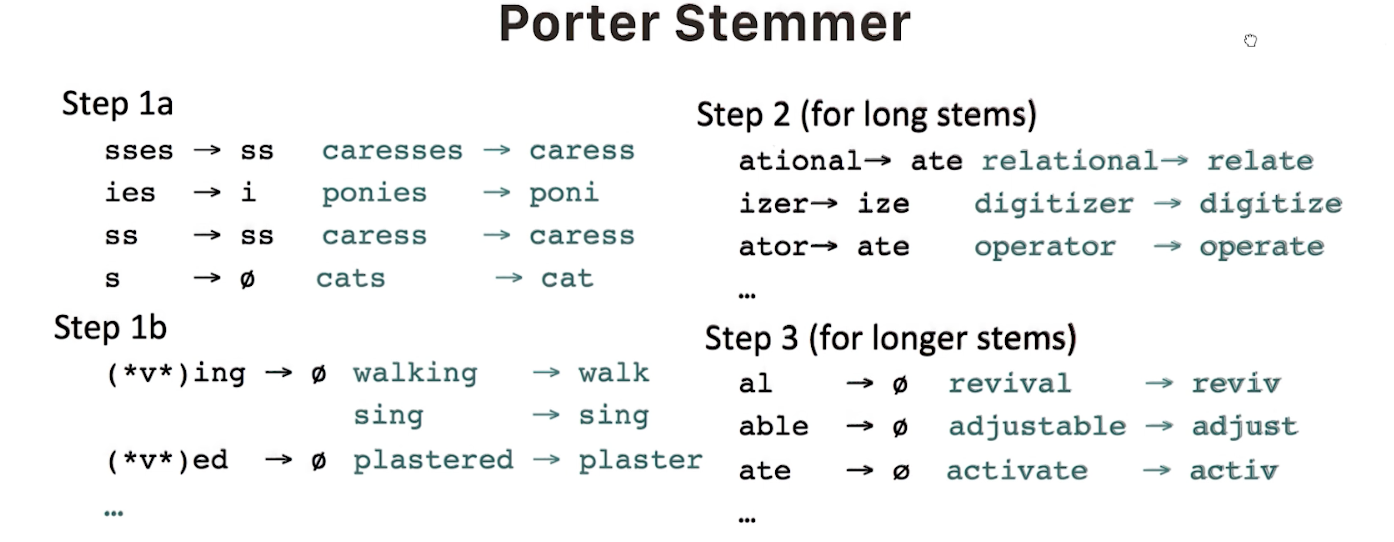 Porter Stemmer
Step 1a
sses → ss caresses → caress
ies → i ponies → poni
ss → ss caress → caress
s → ø cats → cat
Step 1b
(*v*)ing → ø walking → walk
sing → sing
(*v*)ed → ø plastered → plaster
…
Step 2 (for long stems)
ational→ ate relational→ relate
izer→ ize digitizer → digitize
ator→ ate operator → operate
…
Step 3 (for longer stems)
al → ø revival → reviv
able → ø adjustable → adjust
ate → ø activate → activ
…